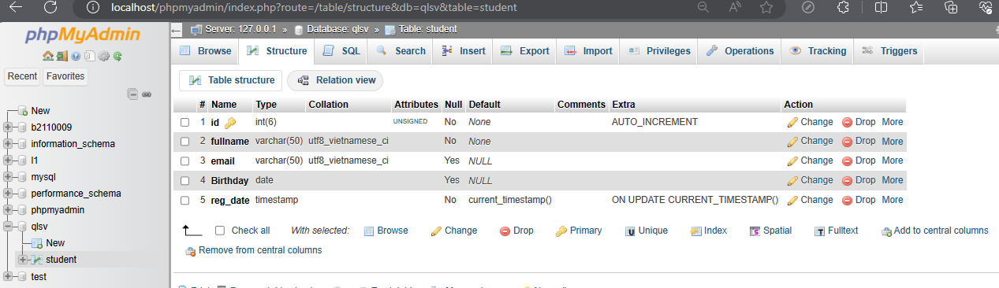 localhost/phpmyadmin/index.php?route=/table/structure&db=qlsv&table=student
phpMyAdmin
Recent Favorites
New
b2110009
information_schema
l1
mysql
performance_schema
phpmyadmin
qlsv
New
student
test
Server: 127.0.0.1 » Database: qlsv » Table: student
Browse Structure SQL Search Insert Export Import Privileges Operations Tracking Triggers
Table structure Relation view
# Name Type Collation Attributes Null Default Comments Extra Action
1 id int(6) UNSIGNED No None AUTO_INCREMENT Change Drop More
2 fullname varchar(50) utf8_vietnamese_ci No None Change Drop More
3 email varchar(50) utf8_vietnamese_ci Yes NULL Change Drop More
4 Birthday date Yes NULL Change Drop More
5 reg_date timestamp No current_timestamp() ON UPDATE CURRENT_TIMESTAMP() Change Drop More
Check all With selected: Browse Change Drop Primary Unique Index Spatial Fulltext Add to central columns
Remove from central columns